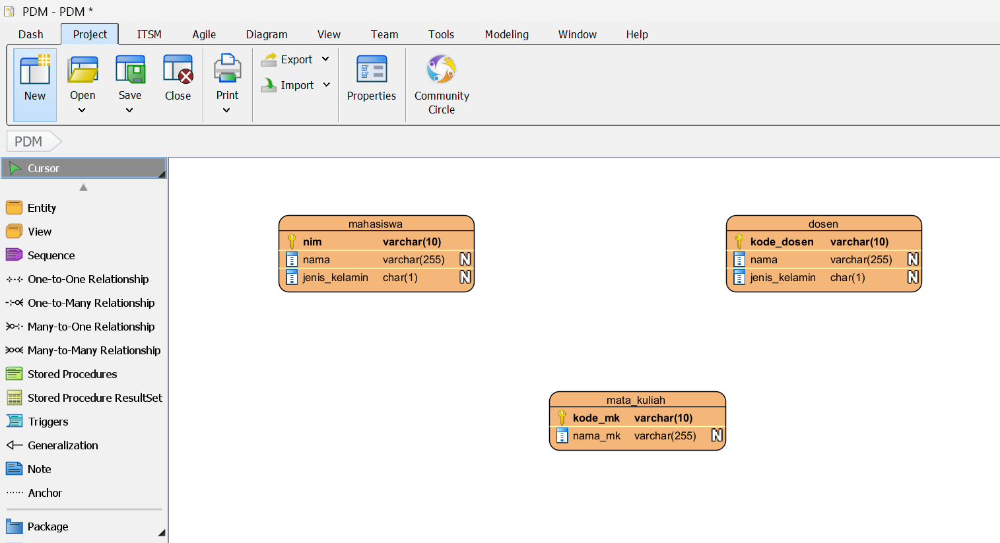 PDM - PDM *
Dash Project ITSM Agile Diagram View Team Tools Modeling Window Help
New Open Save Close Print Export Import Properties Community Circle
PDM
Cursor
Entity
View
Sequence
One-to-One Relationship
One-to-Many Relationship
Many-to-One Relationship
Many-to-Many Relationship
Stored Procedures
Stored Procedure ResultSet
Triggers
Generalization
Note
Anchor
Package
mahasiswa
nim varchar(10)
nama varchar(255) N
jenis_kelamin char(1) N
dosen
kode_dosen varchar(10)
nama varchar(255) N
jenis_kelamin char(1) N
mata_kuliah
kode_mk varchar(10)
nama_mk varchar(255) N